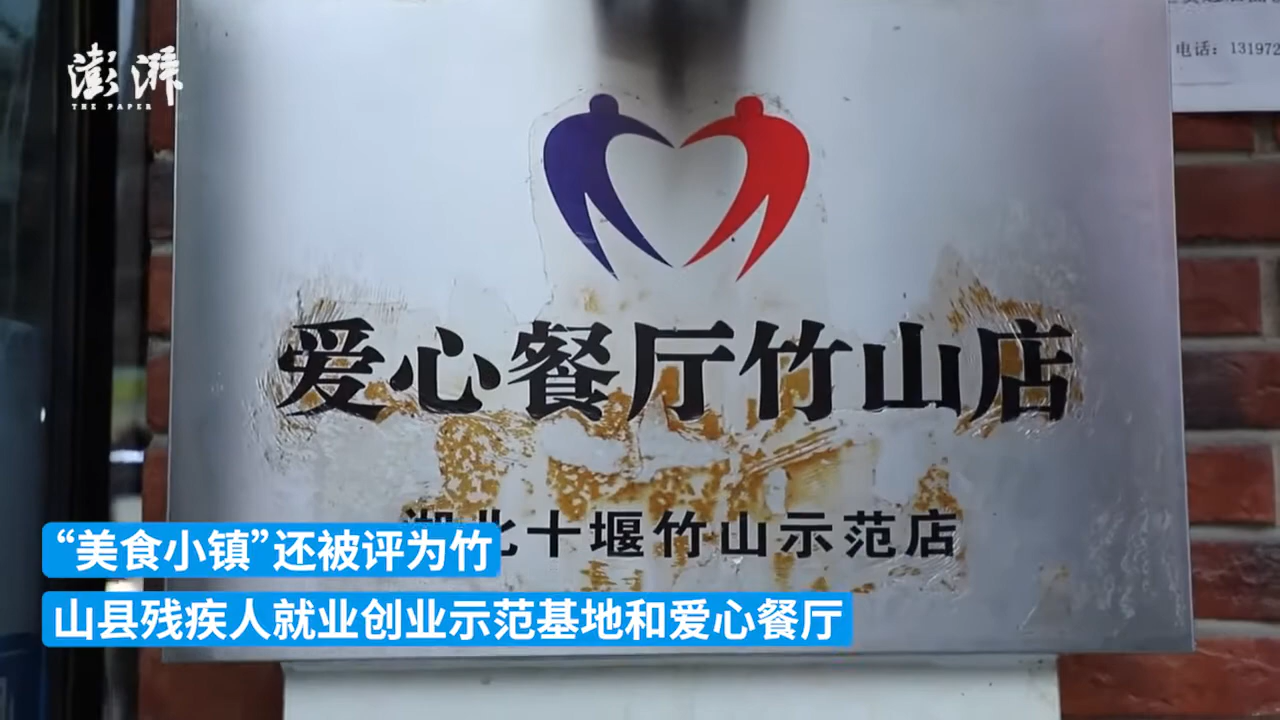 澎湃
THE PAPER
电话：13197
爱心餐厅竹山店
湖北十堰竹山示范店
“美食小镇”还被评为竹
山县残疾人就业创业示范基地和爱心餐厅